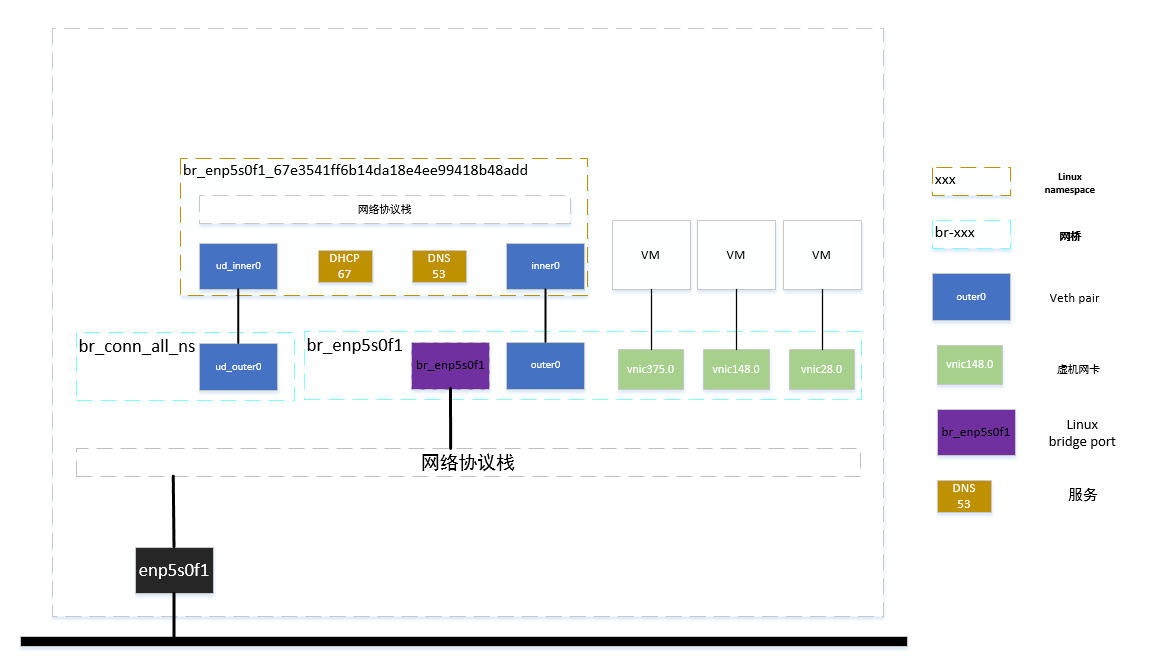 br_enp5s0f1_67e3541ff6b14da18e4ee99418b48add
网络协议栈
ud_inner0
DHCP
67
DNS
53
inner0
VM
VM
VM
br_conn_all_ns
ud_outer0
br_enp5s0f1
br_enp5s0f1
outer0
vnic375.0
vnic148.0
vnic28.0
网络协议栈
enp5s0f1
xxx
Linux
namespace
br-xxx
网桥
outer0
Veth pair
vnic148.0
虚机网卡
br_enp5s0f1
Linux
bridge port
DNS
53
服务